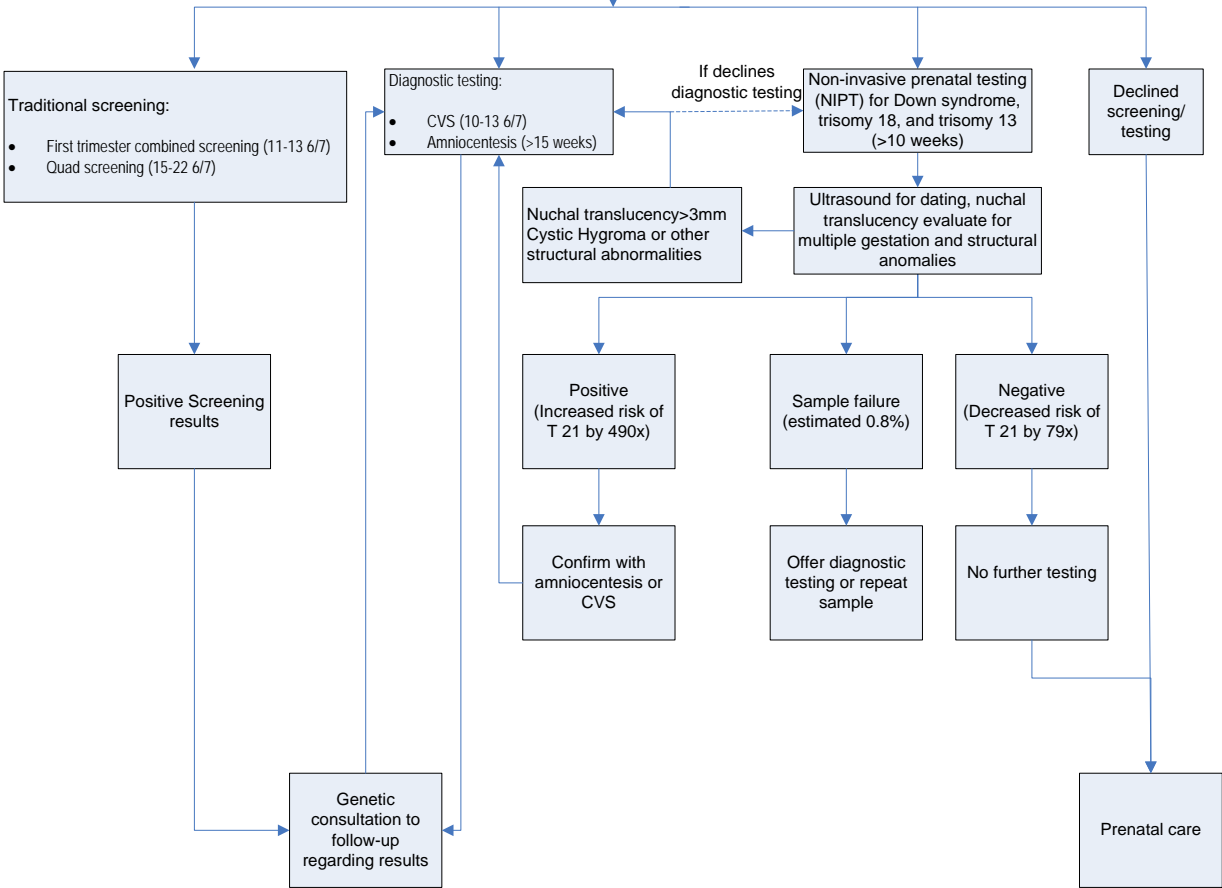 Traditional screening:
• First trimester combined screening (11-13 6/7)
• Quad screening (15-22 6/7)
Diagnostic testing:
• CVS (10-13 6/7)
• Amniocentesis (>15 weeks)
If declines
diagnostic testing
Non-invasive prenatal testing
(NIPT) for Down syndrome,
trisomy 18, and trisomy 13
(>10 weeks)
Declined
screening/
testing
Nuchal translucency>3mm
Cystic Hygroma or other
structural abnormalities
Ultrasound for dating, nuchal
translucency evaluate for
multiple gestation and structural
anomalies
Positive Screening
results
Positive
(Increased risk of
T 21 by 490x)
Sample failure
(estimated 0.8%)
Negative
(Decreased risk of
T 21 by 79x)
Confirm with
amniocentesis or
CVS
Offer diagnostic
testing or repeat
sample
No further testing
Genetic
consultation to
follow-up
regarding results
Prenatal care